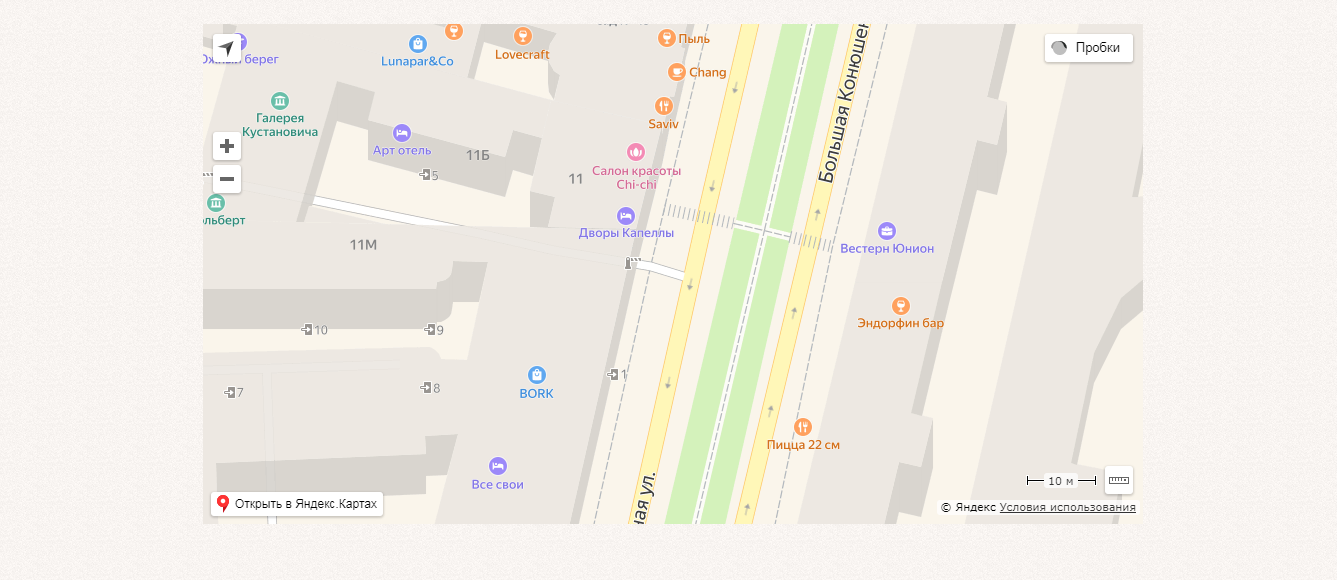 Пыль
Lovecraft
Пробки
Lunapar&Co
берег
Chang
Галерея
Кустановича
Saviv
Большая Конюшен
Арт отель
11Б
5
Салон красоты
Chi-chi
11
Дворы Капеллы
11М
Вестерн Юнион
Эндорфин бар
10
9
1
8
7
BORK
Пицца 22 см
Все свои
ная ул.
10 м
Открыть в Яндекс.Картах
© Яндекс Условия использования